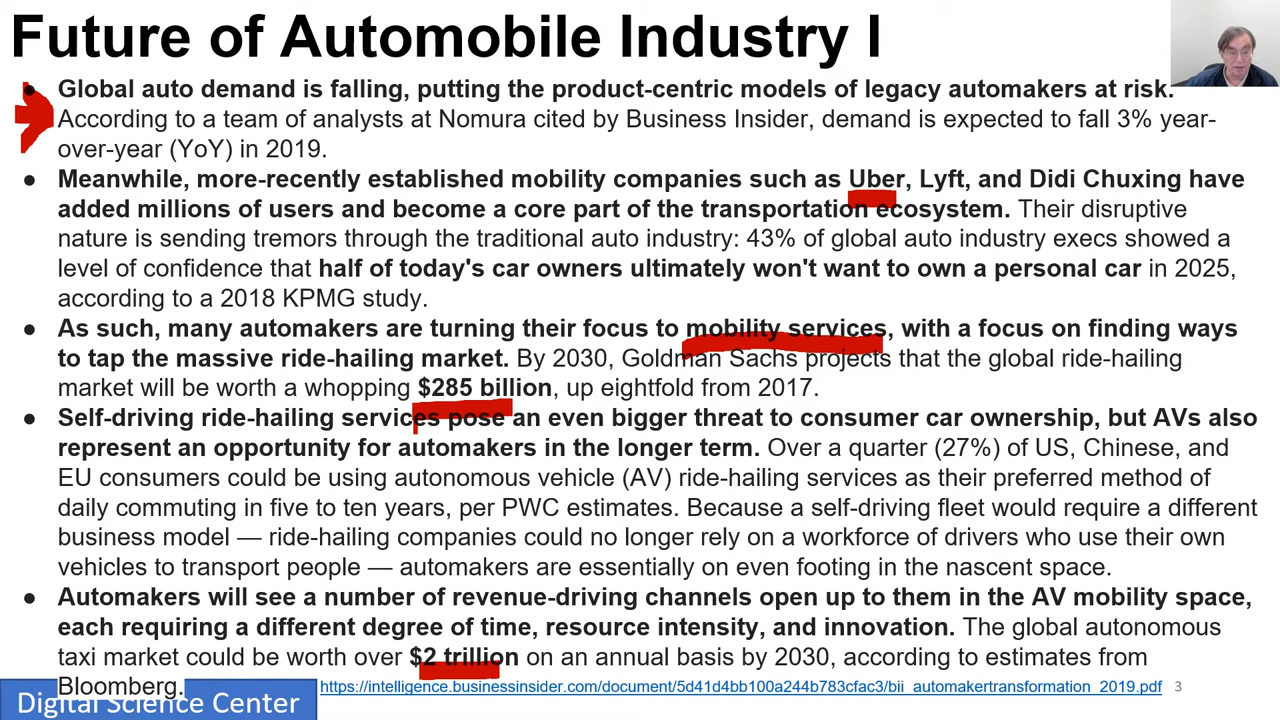 Future of Automobile Industry I
● Global auto demand is falling, putting the product-centric models of legacy automakers at risk.
According to a team of analysts at Nomura cited by Business Insider, demand is expected to fall 3% year-
over-year (YoY) in 2019.
● Meanwhile, more-recently established mobility companies such as Uber, Lyft, and Didi Chuxing have
added millions of users and become a core part of the transportation ecosystem. Their disruptive
nature is sending tremors through the traditional auto industry: 43% of global auto industry execs showed a
level of confidence that half of today's car owners ultimately won't want to own a personal car in 2025,
according to a 2018 KPMG study.
● As such, many automakers are turning their focus to mobility services, with a focus on finding ways
to tap the massive ride-hailing market. By 2030, Goldman Sachs projects that the global ride-hailing
market will be worth a whopping $285 billion, up eightfold from 2017.
● Self-driving ride-hailing services pose an even bigger threat to consumer car ownership, but AVs also
represent an opportunity for automakers in the longer term. Over a quarter (27%) of US, Chinese, and
EU consumers could be using autonomous vehicle (AV) ride-hailing services as their preferred method of
daily commuting in five to ten years, per PWC estimates. Because a self-driving fleet would require a different
business model — ride-hailing companies could no longer rely on a workforce of drivers who use their own
vehicles to transport people — automakers are essentially on even footing in the nascent space.
● Automakers will see a number of revenue-driving channels open up to them in the AV mobility space,
each requiring a different degree of time, resource intensity, and innovation. The global autonomous
taxi market could be worth over $2 trillion on an annual basis by 2030, according to estimates from
Bloomberg.
https://intelligence.businessinsider.com/document/5d41d4bb100a244b783cfac3/bii_automakertransformation_2019.pdf 3
Digital Science Center